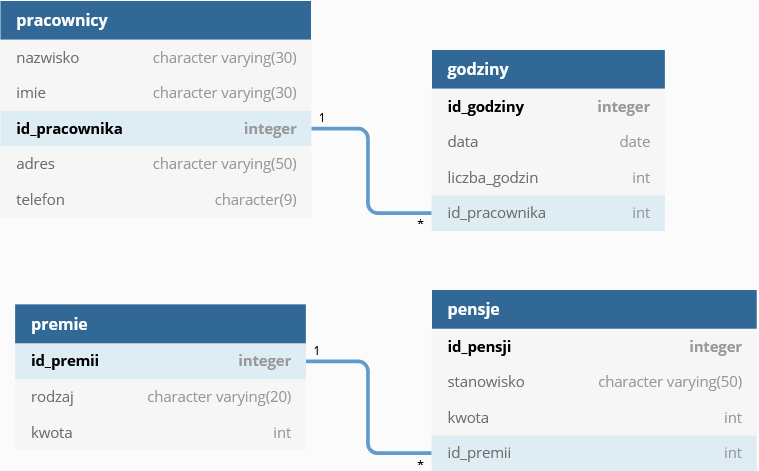 pracownicy
nazwisko character varying(30)
imie character varying(30)
id_pracownika integer
adres character varying(50)
telefon character(9)
1
*
godziny
id_godziny integer
data date
liczba_godzin int
id_pracownika int
premie
id_premii integer
rodzaj character varying(20)
kwota int
1
*
pensje
id_pensji integer
stanowisko character varying(50)
kwota int
id_premii int